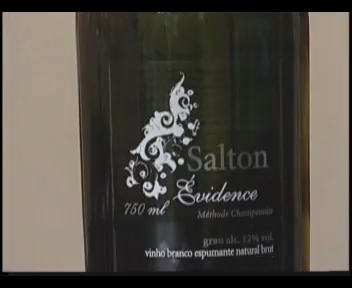 Salton
Évidence
750 ml
Méthode Champenoise
grau alc. 12% vol.
vinho branco espumante natural brut